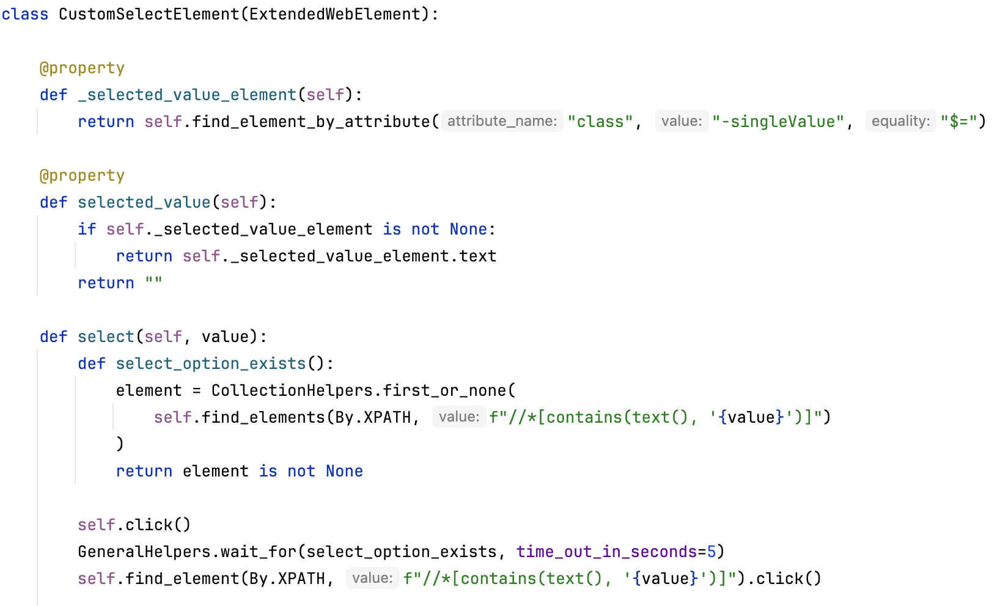 class CustomSelectElement(ExtendedWebElement):
@property
def _selected_value_element(self):
return self.find_element_by_attribute( attribute_name: "class", value: "-singleValue", equality: "$=")
@property
def selected_value(self):
if self._selected_value_element is not None:
return self._selected_value_element.text
return ""
def select(self, value):
def select_option_exists():
element = CollectionHelpers.first_or_none(
self.find_elements(By.XPATH, value: f"//*[contains(text(), '{value}')]")
)
return element is not None
self.click()
GeneralHelpers.wait_for(select_option_exists, time_out_in_seconds=5)
self.find_element(By.XPATH, value: f"//*[contains(text(), '{value}')]").click()